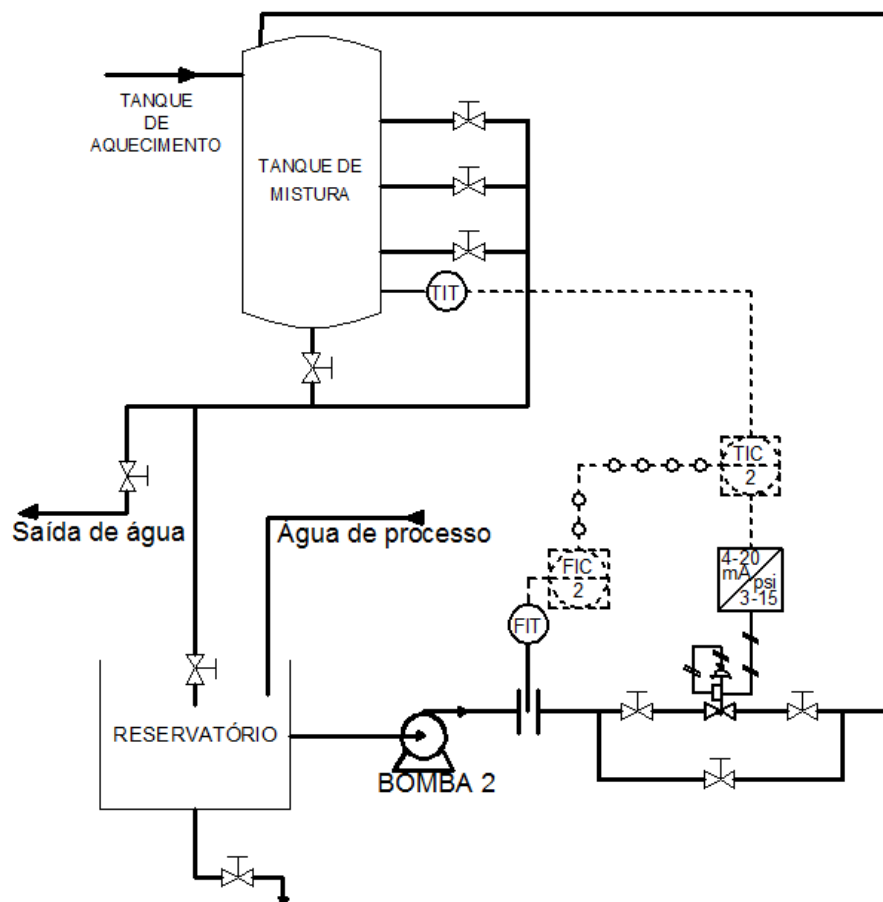 TANQUE
DE
AQUECIMENTO
TANQUE DE
MISTURA
TIT
TIC
2
Saída de água
Água de processo
FIC
2
4-20
mA
psi
3-15
FIT
RESERVATÓRIO
BOMBA 2